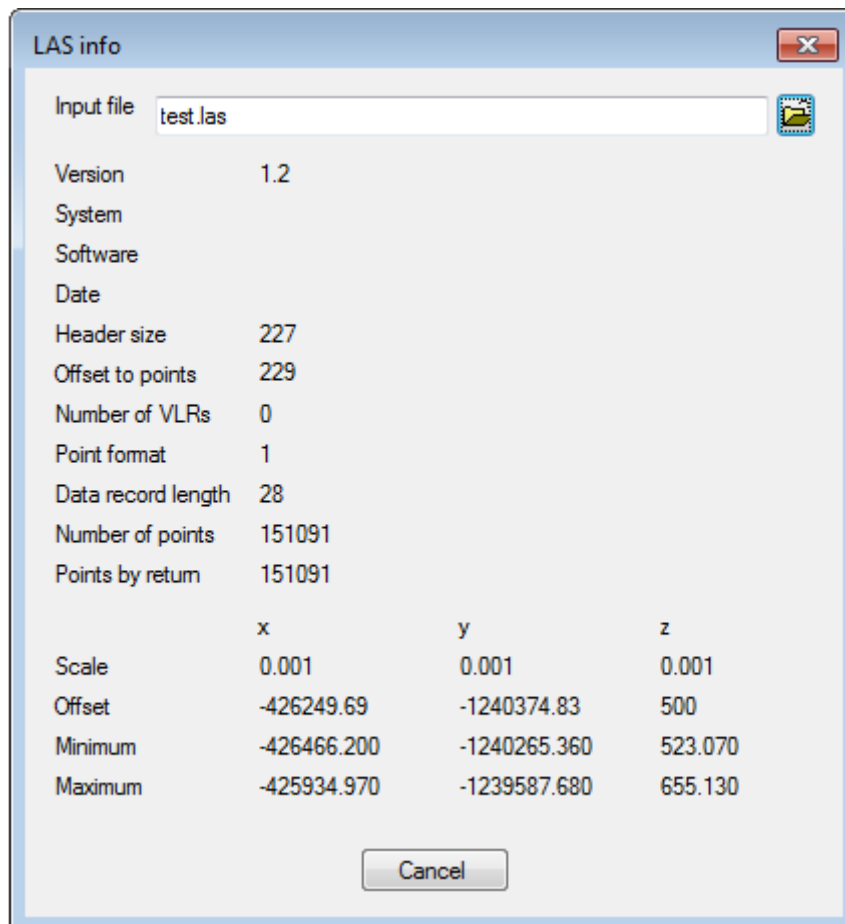 LAS info
Input file test.las
Version 1.2
System
Software
Date
Header size 227
Offset to points 229
Number of VLRs 0
Point format 1
Data record length 28
Number of points 151091
Points by return 151091
x y z
Scale 0.001 0.001 0.001
Offset -426249.69 -1240374.83 500
Minimum -426466.200 -1240265.360 523.070
Maximum -425934.970 -1239587.680 655.130
Cancel